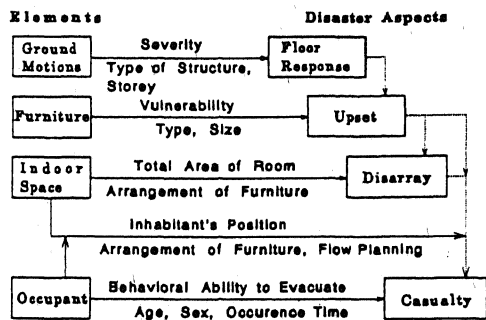 Elements Disaster Aspects
Ground
Motions
Severity
Type of Structure,
Storey
Floor
Response
Furniture
Vulnerability
Type, Size
Upset
Indoor
Space
Total Area of Room
Arrangement of Furniture
Disarray
Inhabitant's Position
Arrangement of Furniture, Flow Planning
Occupant
Behavioral Ability to Evacuate
Age, Sex, Occurence Time
Casualty